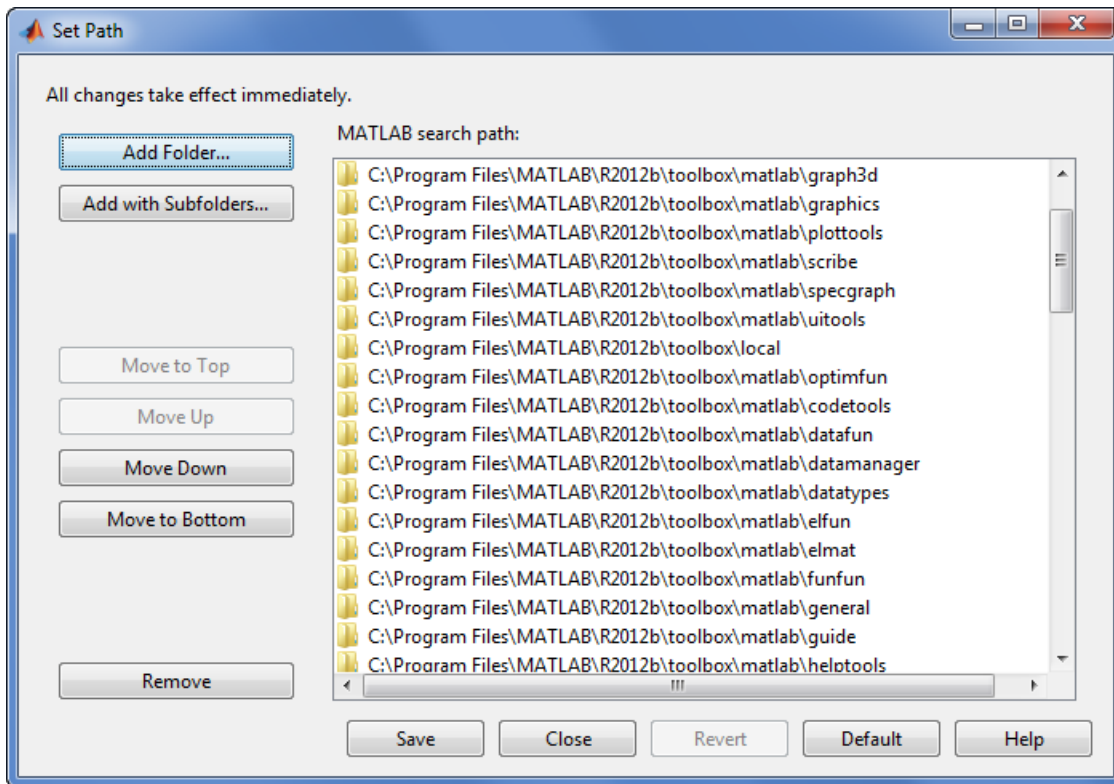 Set Path
All changes take effect immediately.
Add Folder...
Add with Subfolders...
Move to Top
Move Up
Move Down
Move to Bottom
Remove
MATLAB search path:
C:\Program Files\MATLAB\R2012b\toolbox\matlab\graph3d
C:\Program Files\MATLAB\R2012b\toolbox\matlab\graphics
C:\Program Files\MATLAB\R2012b\toolbox\matlab\plottools
C:\Program Files\MATLAB\R2012b\toolbox\matlab\scribe
C:\Program Files\MATLAB\R2012b\toolbox\matlab\specgraph
C:\Program Files\MATLAB\R2012b\toolbox\matlab\uitools
C:\Program Files\MATLAB\R2012b\toolbox\local
C:\Program Files\MATLAB\R2012b\toolbox\matlab\optimfun
C:\Program Files\MATLAB\R2012b\toolbox\matlab\codetools
C:\Program Files\MATLAB\R2012b\toolbox\matlab\datafun
C:\Program Files\MATLAB\R2012b\toolbox\matlab\datamanager
C:\Program Files\MATLAB\R2012b\toolbox\matlab\datatypes
C:\Program Files\MATLAB\R2012b\toolbox\matlab\elfun
C:\Program Files\MATLAB\R2012b\toolbox\matlab\elmat
C:\Program Files\MATLAB\R2012b\toolbox\matlab\funfun
C:\Program Files\MATLAB\R2012b\toolbox\matlab\general
C:\Program Files\MATLAB\R2012b\toolbox\matlab\guide
C:\Program Files\MATLAB\R2012b\toolbox\matlab\helptools
Save
Close
Revert
Default
Help